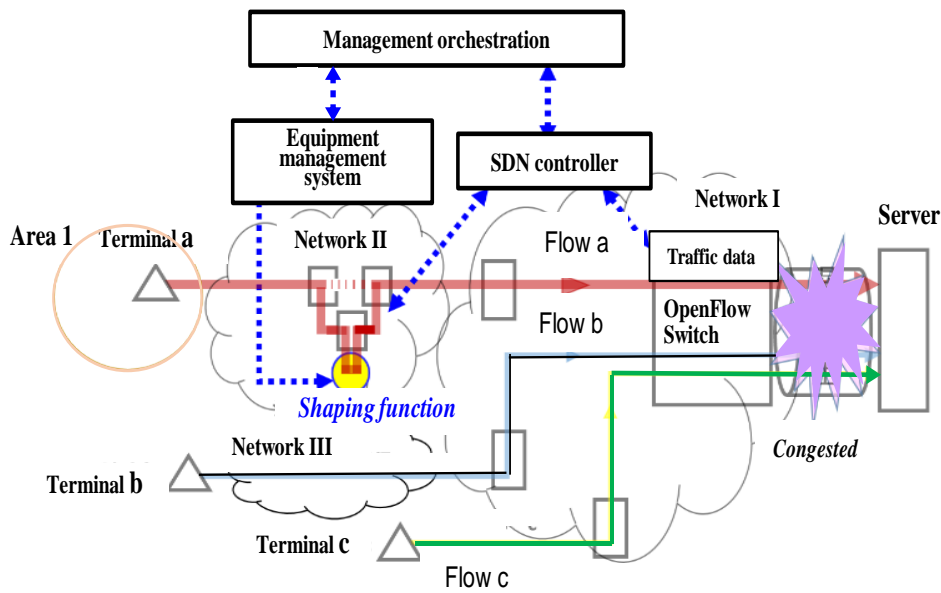 Management orchestration
Equipment
management
system
SDN controller
Network I
Server
Area 1
Terminal a
Network II
Flow a
Traffic data
OpenFlow
Switch
Flow b
Shaping function
Network III
Congested
Terminal b
Terminal c
Flow c